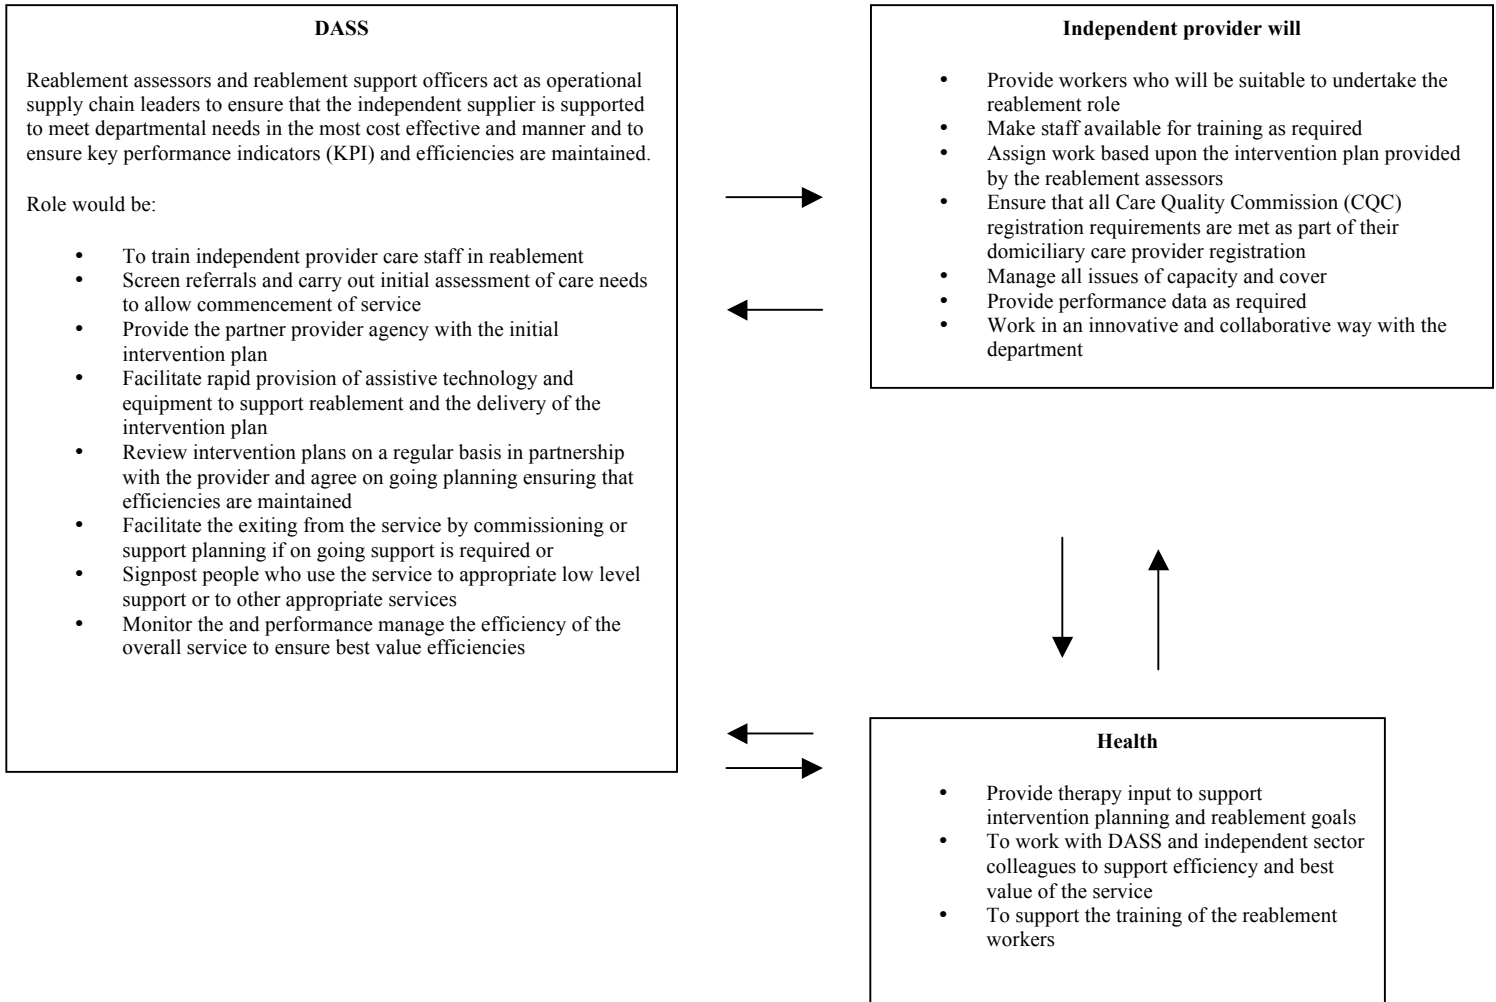 DASS
Reablement assessors and reablement support officers act as operational
supply chain leaders to ensure that the independent supplier is supported
to meet departmental needs in the most cost effective and manner and to
ensure key performance indicators (KPI) and efficiencies are maintained.
Role would be:
• To train independent provider care staff in reablement
• Screen referrals and carry out initial assessment of care needs
to allow commencement of service
• Provide the partner provider agency with the initial
intervention plan
• Facilitate rapid provision of assistive technology and
equipment to support reablement and the delivery of the
intervention plan
• Review intervention plans on a regular basis in partnership
with the provider and agree on going planning ensuring that
efficiencies are maintained
• Facilitate the exiting from the service by commissioning or
support planning if on going support is required or
• Signpost people who use the service to appropriate low level
support or to other appropriate services
• Monitor the and performance manage the efficiency of the
overall service to ensure best value efficiencies
Independent provider will
• Provide workers who will be suitable to undertake the
reablement role
• Make staff available for training as required
• Assign work based upon the intervention plan provided
by the reablement assessors
• Ensure that all Care Quality Commission (CQC)
registration requirements are met as part of their
domiciliary care provider registration
• Manage all issues of capacity and cover
• Provide performance data as required
• Work in an innovative and collaborative way with the
department
Health
• Provide therapy input to support
intervention planning and reablement goals
• To work with DASS and independent sector
colleagues to support efficiency and best
value of the service
• To support the training of the reablement
workers